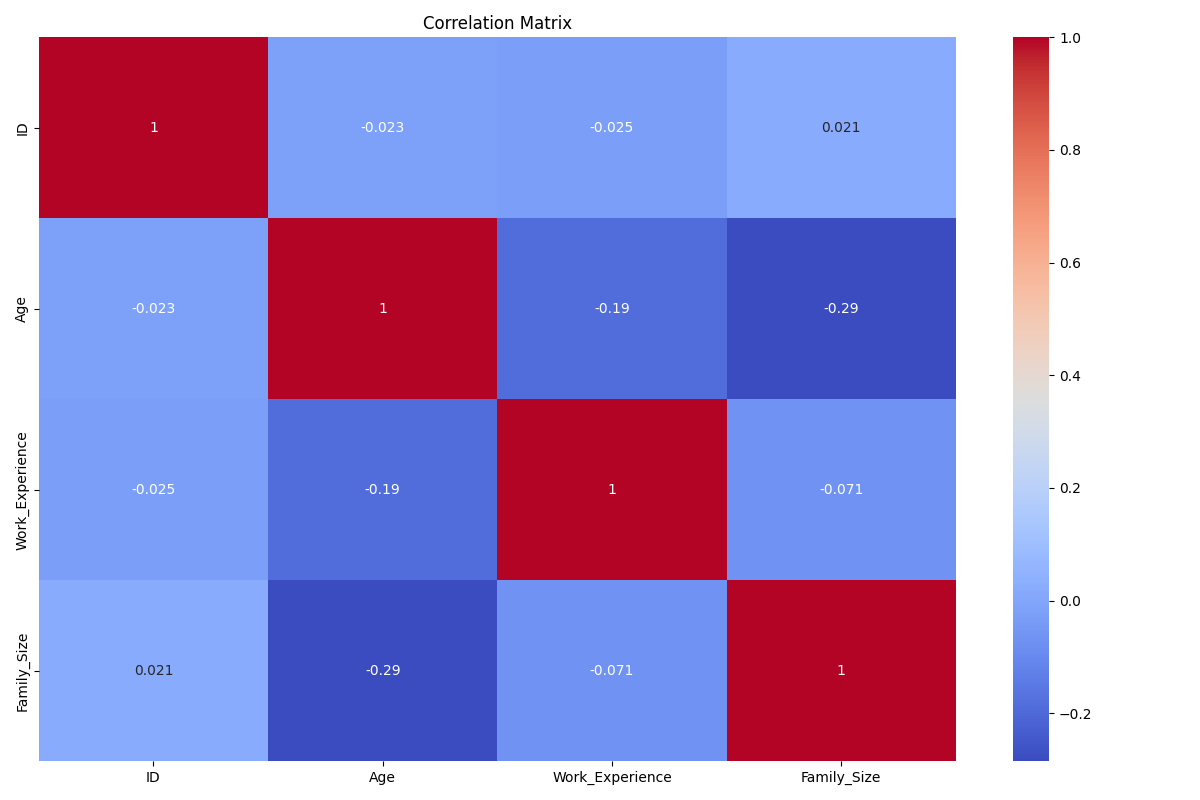 Correlation Matrix
ID
1
-0.023
-0.025
0.021
Age
-0.023
1
-0.19
-0.29
Work_Experience
-0.025
-0.19
1
-0.071
Family_Size
0.021
-0.29
-0.071
1
ID
Age
Work_Experience
Family_Size
1.0
0.8
0.6
0.4
0.2
0.0
−0.2